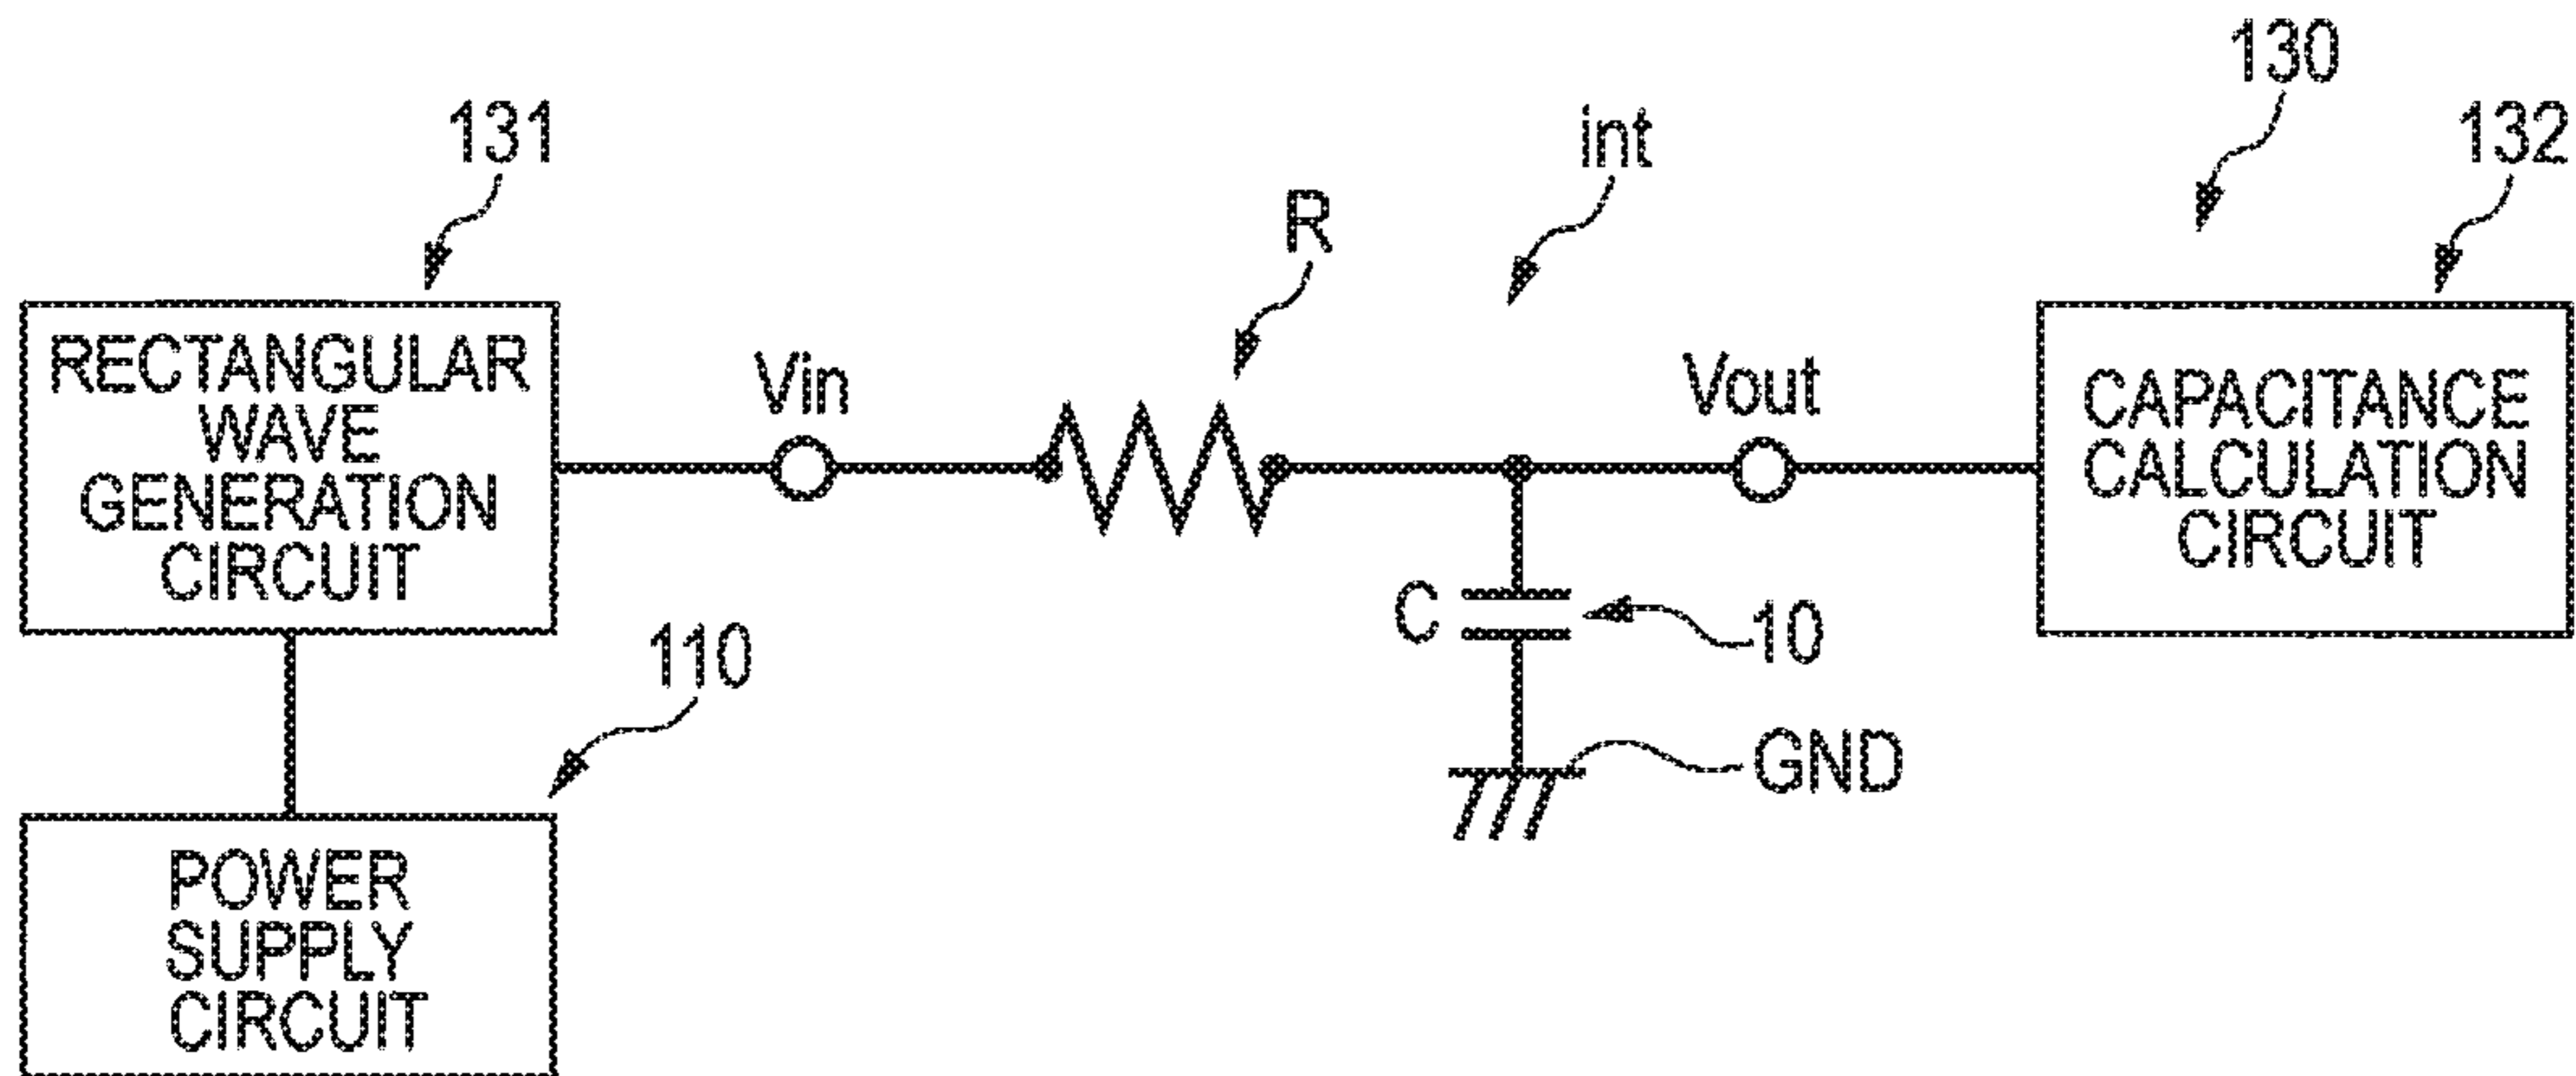 130
131
int
132
R
RECTANGULAR
WAVE
GENERATION
CIRCUIT
Vin
Vout
CAPACITANCE
CALCULATION
CIRCUIT
C
10
110
GND
POWER
SUPPLY
CIRCUIT